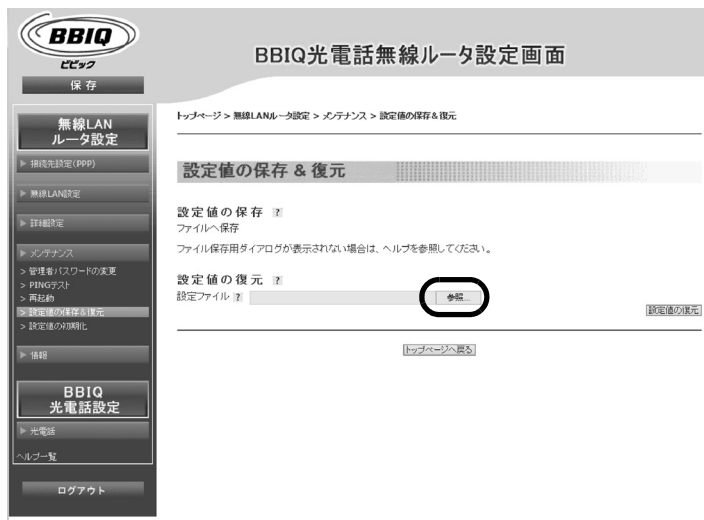 BBIQ
ビビック
BBIQ光電話無線ルータ設定画面
保存
無線LAN
ルータ設定
接続先設定(PPP)
無線LAN設定
詳細設定
メンテナンス
> 管理者パスワードの変更
> PINGテスト
> 再起動
> 設定値の保存&復元
> 設定値の初期化
情報
BBIQ
光電話設定
光電話
ヘルプ一覧
ログアウト
トップページ > 無線LANルータ設定 > メンテナンス > 設定値の保存&復元
設定値の保存 & 復元
設定値の保存 ?
ファイルへ保存
ファイル保存用ダイアログが表示されない場合は、ヘルプを参照してください。
設定値の復元 ?
設定ファイル ? 参照...
設定値の復元
トップページへ戻る